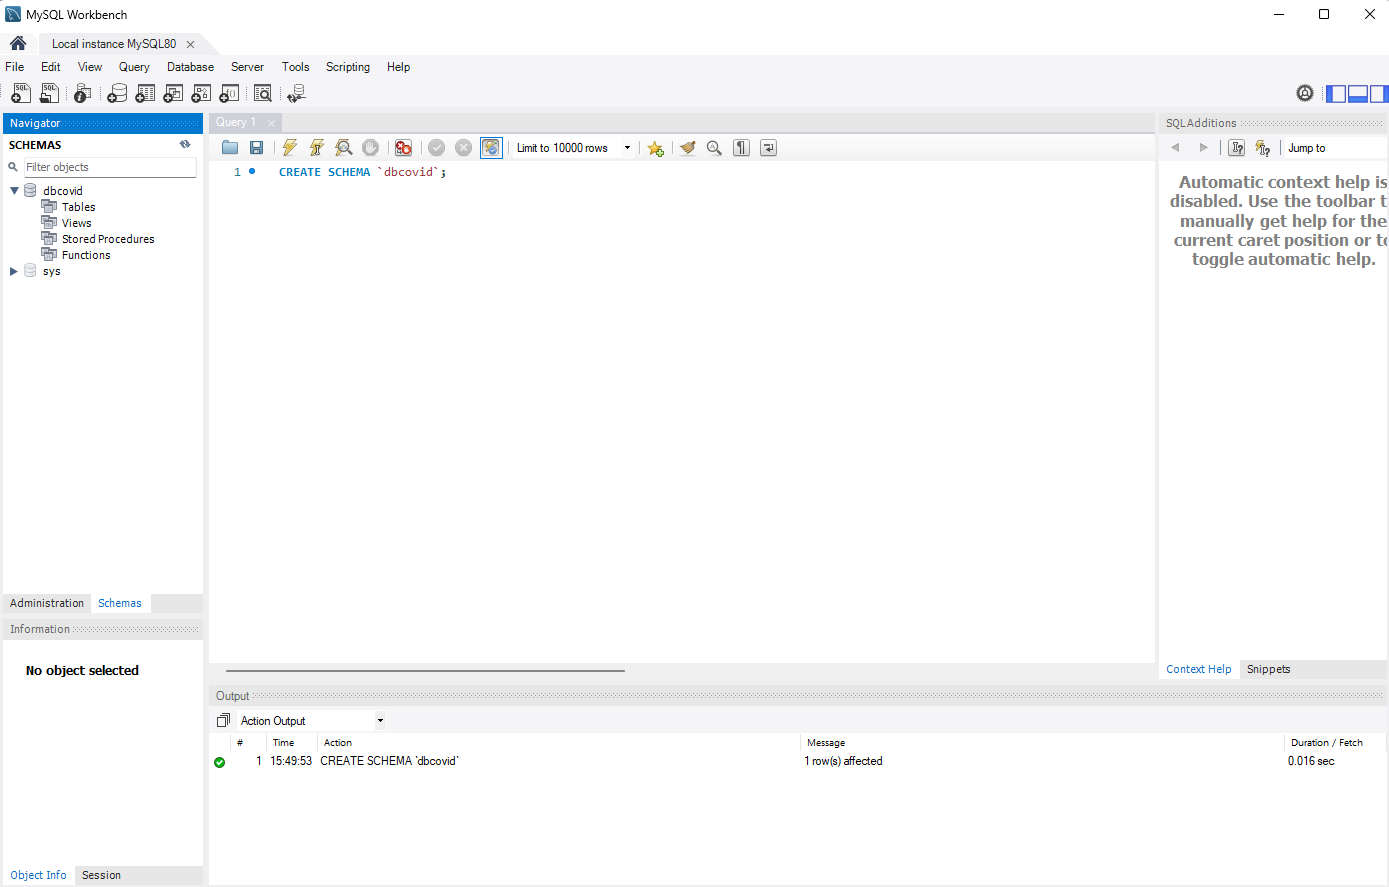 MySQL Workbench
Local instance MySQL80
File Edit View Query Database Server Tools Scripting Help
Navigator
SCHEMAS
Filter objects
dbcovid
Tables
Views
Stored Procedures
Functions
sys
Administration Schemas
Information
No object selected
Object Info Session
Query 1
Limit to 10000 rows
1 CREATE SCHEMA `dbcovid`;
SQLAdditions
Jump to
Automatic context help is
disabled. Use the toolbar t
manually get help for the
current caret position or to
toggle automatic help.
Context Help Snippets
Output
Action Output
# Time Action Message Duration / Fetch
1 15:49:53 CREATE SCHEMA `dbcovid` 1 row(s) affected 0.016 sec